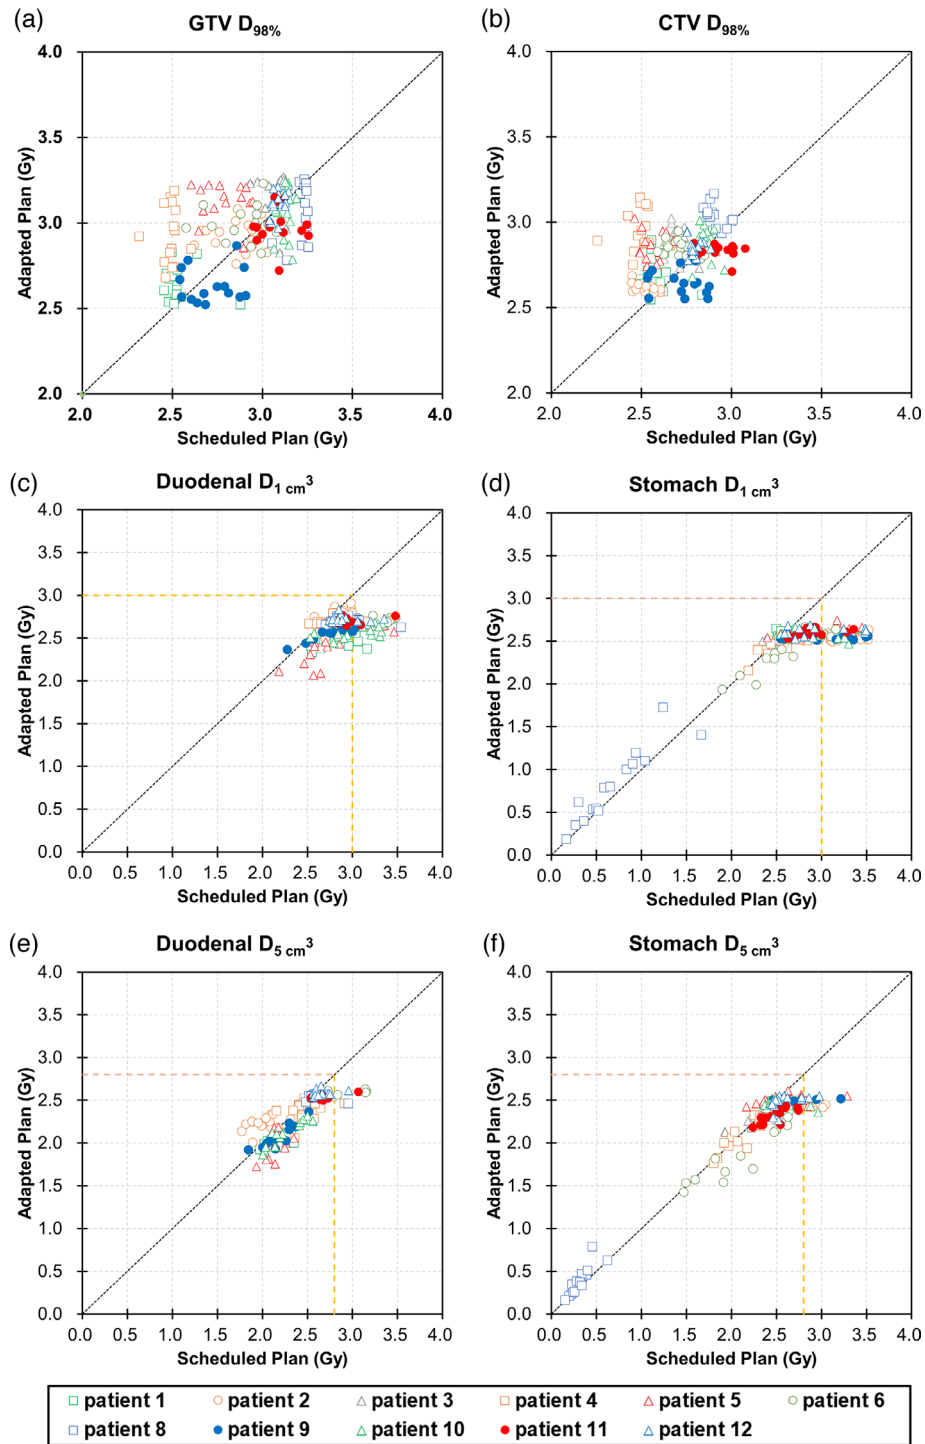 (a) GTV D98% (b) CTV D98%
4.0 4.0
3.5 3.5
Adapted Plan (Gy) 3.0 Adapted Plan (Gy) 3.0
2.5 2.5
2.0 2.0
2.0 2.5 3.0 3.5 4.0 2.0 2.5 3.0 3.5 4.0
Scheduled Plan (Gy) Scheduled Plan (Gy)
(c) Duodenal D1 cm3 (d) Stomach D1 cm3
4.0 4.0
3.5 3.5
3.0 3.0
2.5 2.5
Adapted Plan (Gy) 2.0 Adapted Plan (Gy) 2.0
1.5 1.5
1.0 1.0
0.5 0.5
0.0 0.0
0.0 0.5 1.0 1.5 2.0 2.5 3.0 3.5 4.0 0.0 0.5 1.0 1.5 2.0 2.5 3.0 3.5 4.0
Scheduled Plan (Gy) Scheduled Plan (Gy)
(e) Duodenal D5 cm3 (f) Stomach D5 cm3
4.0 4.0
3.5 3.5
3.0 3.0
2.5 2.5
Adapted Plan (Gy) 2.0 Adapted Plan (Gy) 2.0
1.5 1.5
1.0 1.0
0.5 0.5
0.0 0.0
0.0 0.5 1.0 1.5 2.0 2.5 3.0 3.5 4.0 0.0 0.5 1.0 1.5 2.0 2.5 3.0 3.5 4.0
Scheduled Plan (Gy) Scheduled Plan (Gy)
patient 1 patient 2 patient 3 patient 4 patient 5 patient 6
patient 8 patient 9 patient 10 patient 11 patient 12